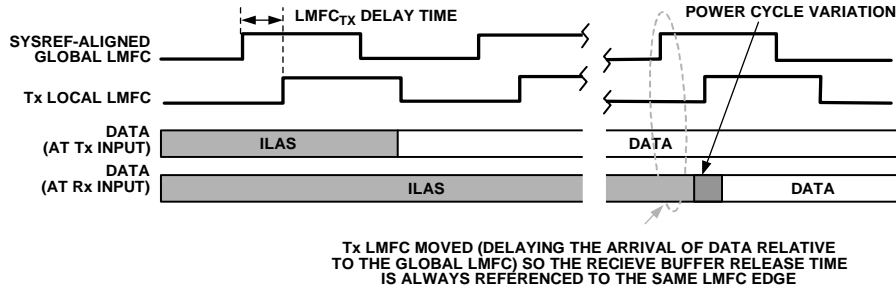 LMFCTX DELAY TIME
POWER CYCLE VARIATION
SYSREF-ALIGNED
GLOBAL LMFC
Tx LOCAL LMFC
DATA
(AT Tx INPUT)
ILAS
DATA
DATA
(AT Rx INPUT)
ILAS
DATA
Tx LMFC MOVED (DELAYING THE ARRIVAL OF DATA RELATIVE
TO THE GLOBAL LMFC) SO THE RECIEVE BUFFER RELEASE TIME
IS ALWAYS REFERENCED TO THE SAME LMFC EDGE